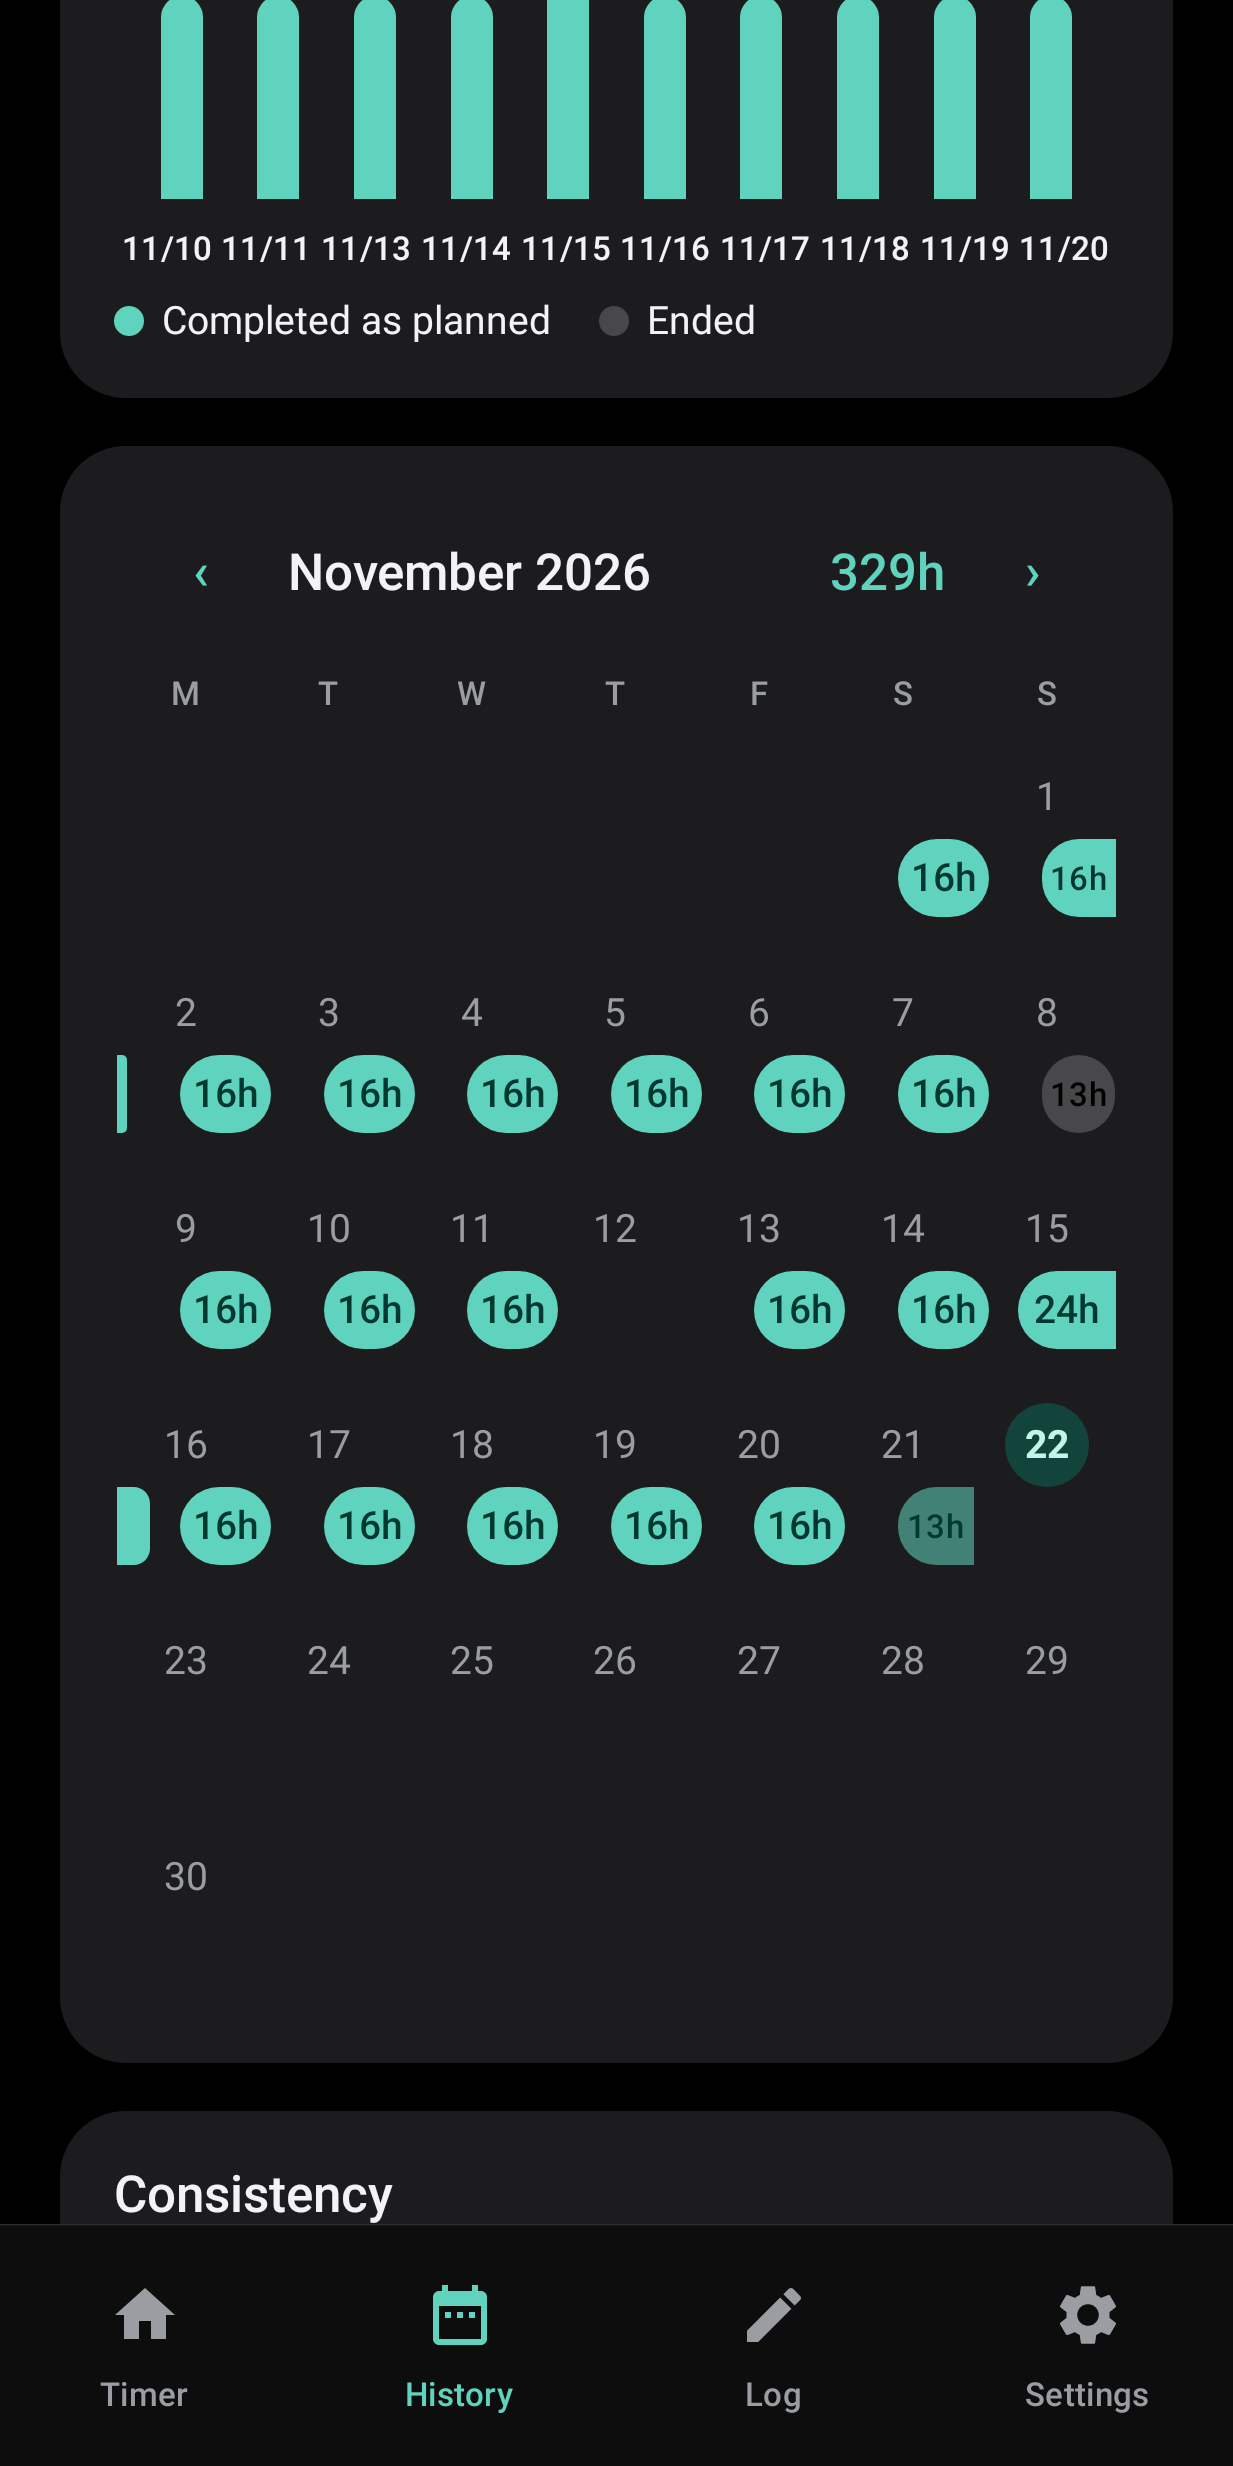 11/10 11/11 11/13 11/14 11/15 11/16 11/17 11/18 11/19 11/20
Completed as planned Ended
‹ November 2026 329h ›
M T W T F S S
1
16h 16h
2 3 4 5 6 7 8
16h 16h 16h 16h 16h 16h 13h
9 10 11 12 13 14 15
16h 16h 16h 16h 16h 24h
16 17 18 19 20 21 22
16h 16h 16h 16h 16h 13h
23 24 25 26 27 28 29
30
Consistency
Timer History Log Settings